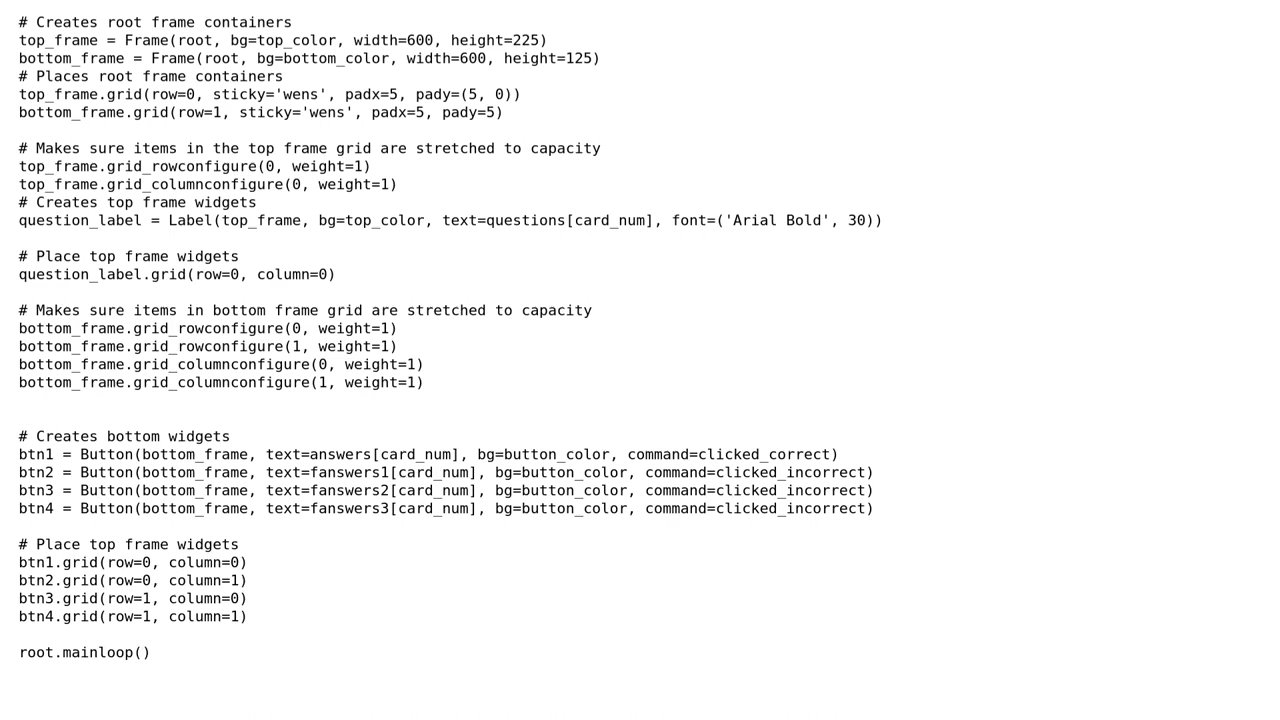 # Creates root frame containers
top_frame = Frame(root, bg=top_color, width=600, height=225)
bottom_frame = Frame(root, bg=bottom_color, width=600, height=125)
# Places root frame containers
top_frame.grid(row=0, sticky='wens', padx=5, pady=(5, 0))
bottom_frame.grid(row=1, sticky='wens', padx=5, pady=5)

# Makes sure items in the top frame grid are stretched to capacity
top_frame.grid_rowconfigure(0, weight=1)
top_frame.grid_columnconfigure(0, weight=1)
# Creates top frame widgets
question_label = Label(top_frame, bg=top_color, text=questions[card_num], font=('Arial Bold', 30))

# Place top frame widgets
question_label.grid(row=0, column=0)

# Makes sure items in bottom frame grid are stretched to capacity
bottom_frame.grid_rowconfigure(0, weight=1)
bottom_frame.grid_rowconfigure(1, weight=1)
bottom_frame.grid_columnconfigure(0, weight=1)
bottom_frame.grid_columnconfigure(1, weight=1)


# Creates bottom widgets
btn1 = Button(bottom_frame, text=answers[card_num], bg=button_color, command=clicked_correct)
btn2 = Button(bottom_frame, text=fanswers1[card_num], bg=button_color, command=clicked_incorrect)
btn3 = Button(bottom_frame, text=fanswers2[card_num], bg=button_color, command=clicked_incorrect)
btn4 = Button(bottom_frame, text=fanswers3[card_num], bg=button_color, command=clicked_incorrect)

# Place top frame widgets
btn1.grid(row=0, column=0)
btn2.grid(row=0, column=1)
btn3.grid(row=1, column=0)
btn4.grid(row=1, column=1)

root.mainloop()